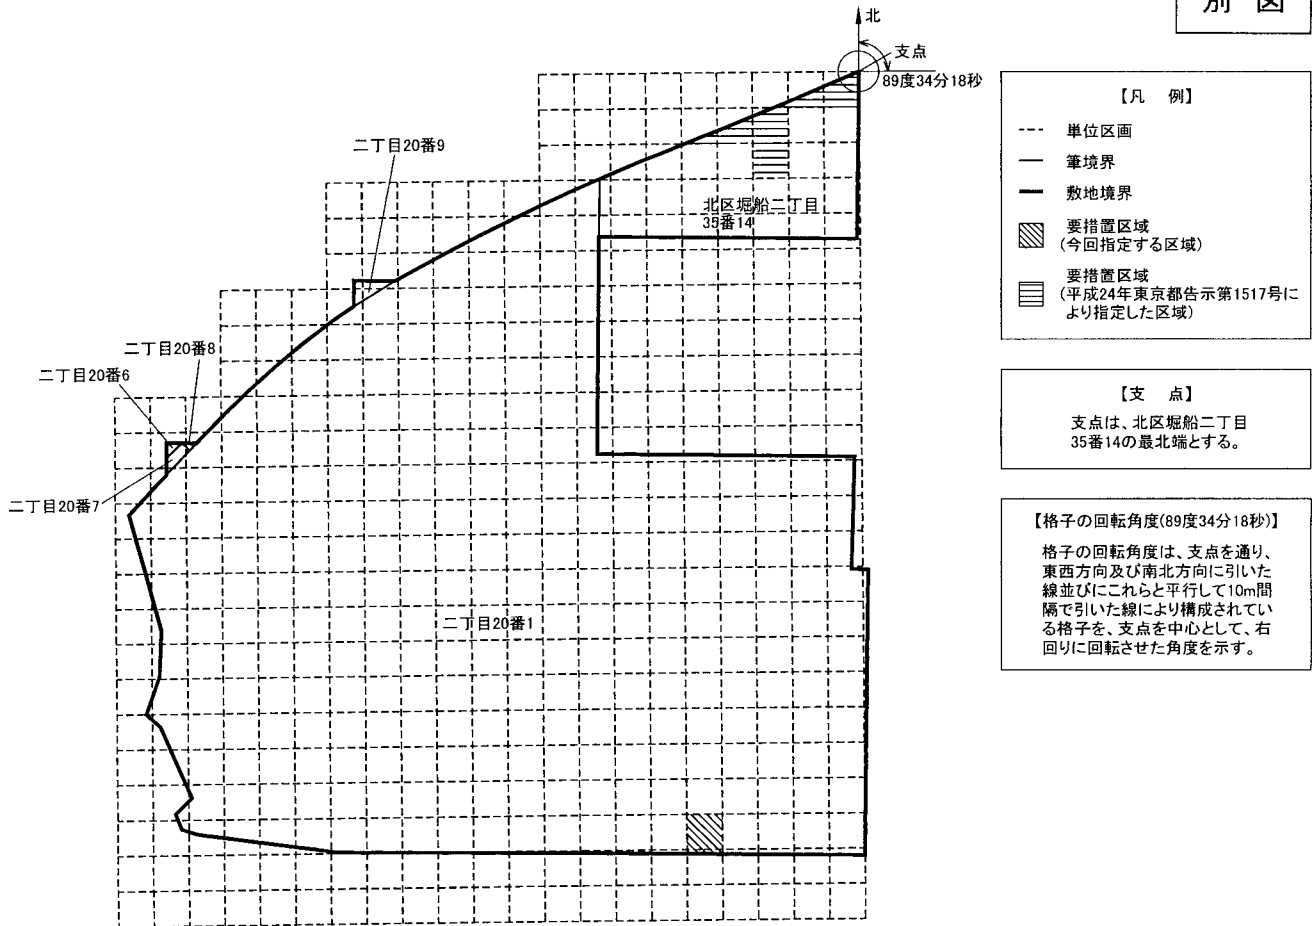 別 図
北
支点
89度34分18秒
二丁目20番9
北区堀船二丁目
35番14
二丁目20番8
二丁目20番6
二丁目20番7
二丁目20番1
【凡 例】
単位区画
筆境界
敷地境界
要措置区域
(今回指定する区域)
要措置区域
(平成24年東京都告示第1517号に
より指定した区域)
【支 点】
支点は、北区堀船二丁目
35番14の最北端とする。
【格子の回転角度(89度34分18秒)】
格子の回転角度は、支点を通り、
東西方向及び南北方向に引いた
線並びにこれらと平行して10m間
隔で引いた線により構成されてい
る格子を、支点を中心として、右
回りに回転させた角度を示す。